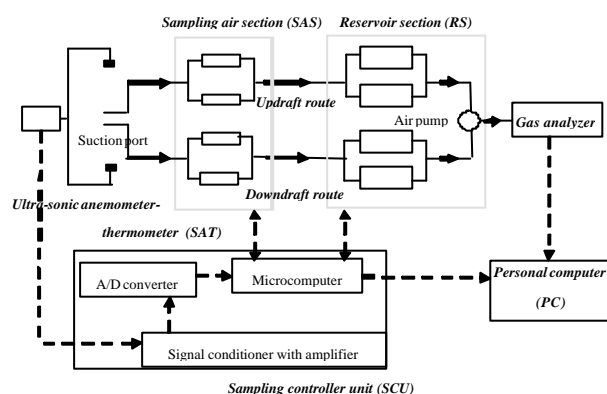 Sampling air section (SAS)
Reservoir section (RS)
Updraft route
Air pump
Gas analyzer
Suction port
Downdraft route
Ultra-sonic anemometer-
thermometer (SAT)
A/D converter
Microcomputer
Personal computer
(PC)
Signal conditioner with amplifier
Sampling controller unit (SCU)